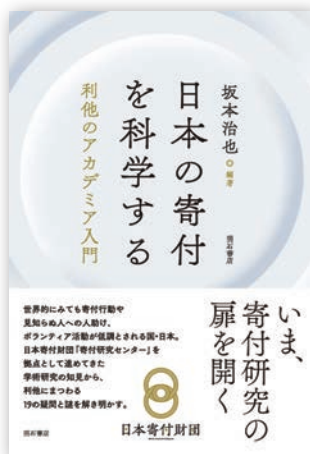 坂本治也◎編著
日本の寄付
を科学する
利他のアカデミア入門
明石書店
いま、
寄付研究の
扉を開く
世界的にみても寄付行動や
見知らぬ人への人助け、
ボランティア活動が低調とされる国・日本。
日本寄付財団「寄付研究センター」を
拠点として進めてきた
学術研究の知見から、
利他にまつわる
19の疑問と謎を解き明かす。
日本寄付財団
明石書店